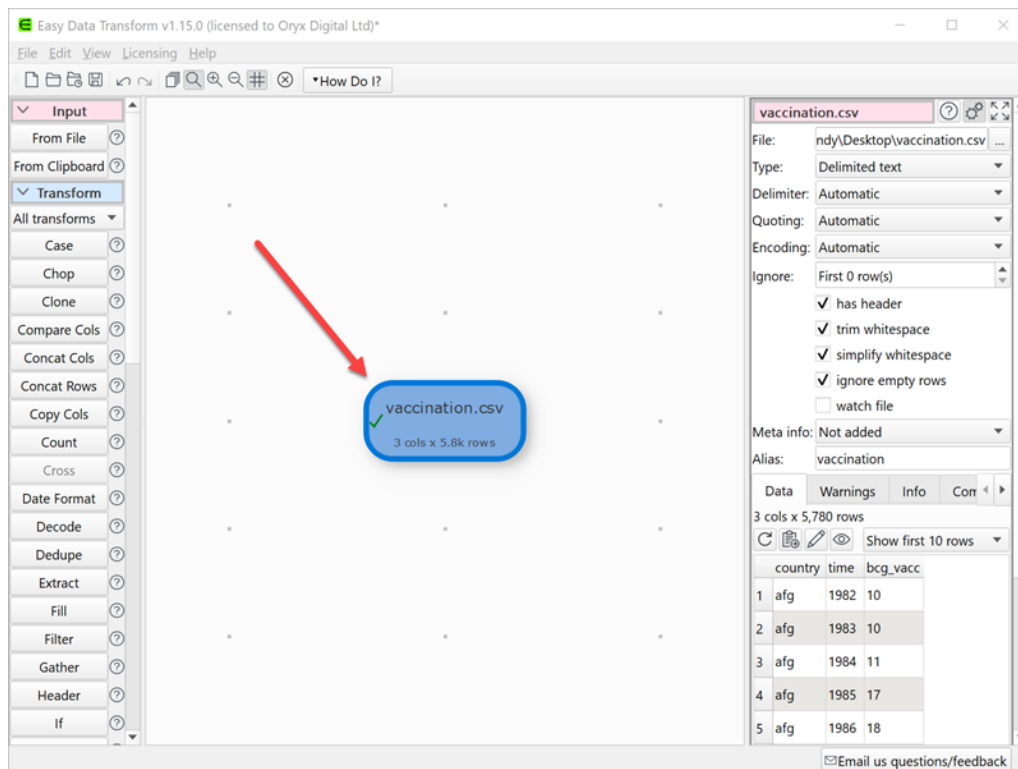 Easy Data Transform v1.15.0 (licensed to Oryx Digital Ltd)*
File Edit View Licensing Help
How Do I?
Input
From File
From Clipboard
Transform
All transforms
Case
Chop
Clone
Compare Cols
Concat Cols
Concat Rows
Copy Cols
Count
Cross
Date Format
Decode
Dedupe
Extract
Fill
Filter
Gather
Header
If
vaccination.csv
3 cols x 5.8k rows
vaccination.csv
File: ndy\Desktop\vaccination.csv ...
Type: Delimited text
Delimiter: Automatic
Quoting: Automatic
Encoding: Automatic
Ignore: First 0 row(s)
has header
trim whitespace
simplify whitespace
ignore empty rows
watch file
Meta info: Not added
Alias: vaccination
Data Warnings Info
3 cols x 5,780 rows
Show first 10 rows
country time bcg_vacc
1 afg 1982 10
2 afg 1983 10
3 afg 1984 11
4 afg 1985 17
5 afg 1986 18
Email us questions/feedback